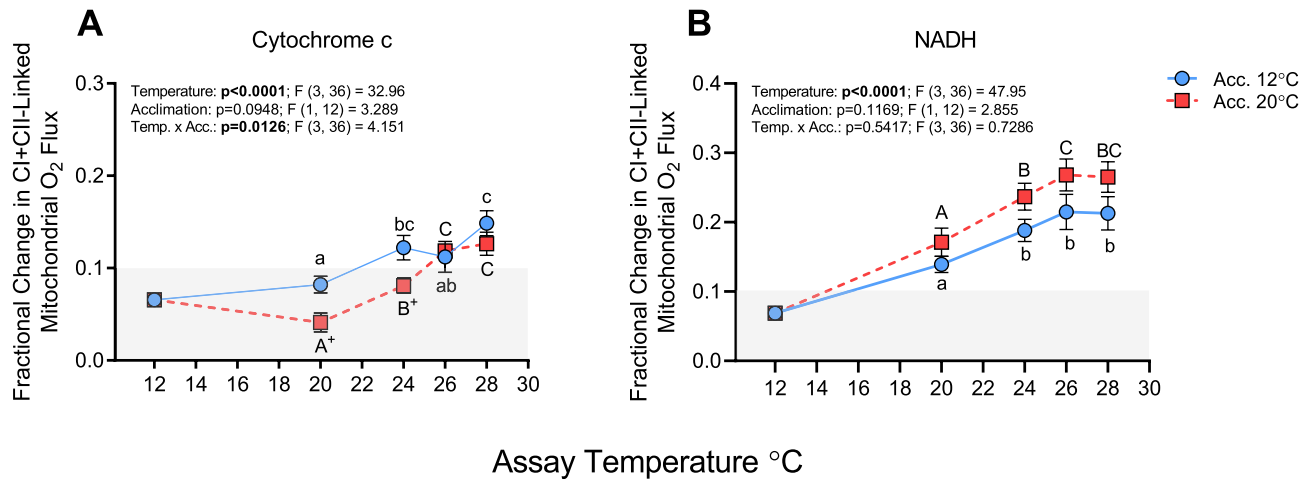 A
Cytochrome c
Fractional Change in CI+CII-Linked
Mitochondrial O2 Flux
0.3
0.2
0.1
0.0
Temperature: p<0.0001; F (3, 36) = 32.96
Acclimation: p=0.0948; F (1, 12) = 3.289
Temp. x Acc.: p=0.0126; F (3, 36) = 4.151
a
bc
C
c
A+
B+
ab
C
12 14 16 18 20 22 24 26 28 30
B
NADH
Fractional Change in CI+CII-Linked
Mitochondrial O2 Flux
0.4
0.3
0.2
0.1
0.0
Temperature: p<0.0001; F (3, 36) = 47.95
Acclimation: p=0.1169; F (1, 12) = 2.855
Temp. x Acc.: p=0.5417; F (3, 36) = 0.7286
A
B
C
BC
a
b
b
b
12 14 16 18 20 22 24 26 28 30
Acc. 12°C
Acc. 20°C
Assay Temperature °C